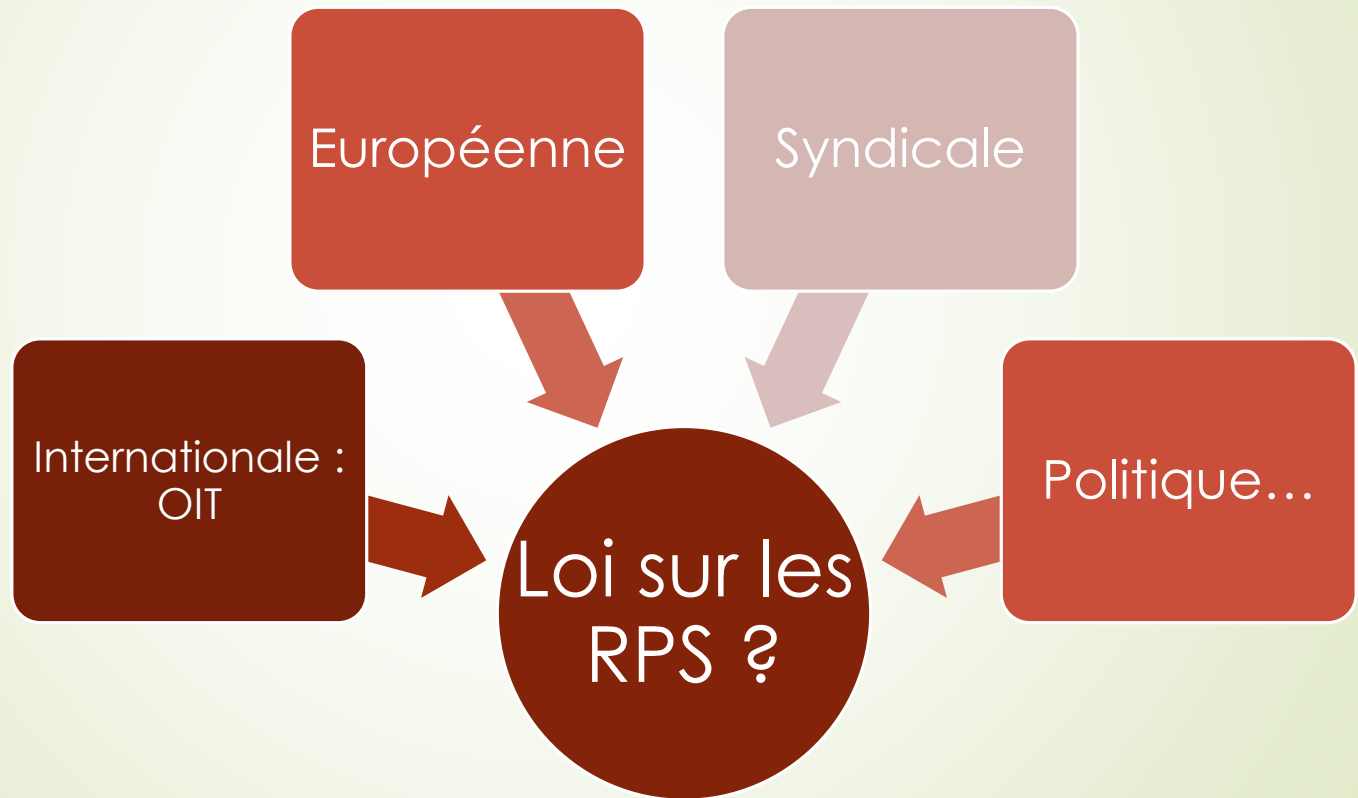 Européenne
Syndicale
Internationale :
OIT
Politique…
Loi sur les
RPS ?